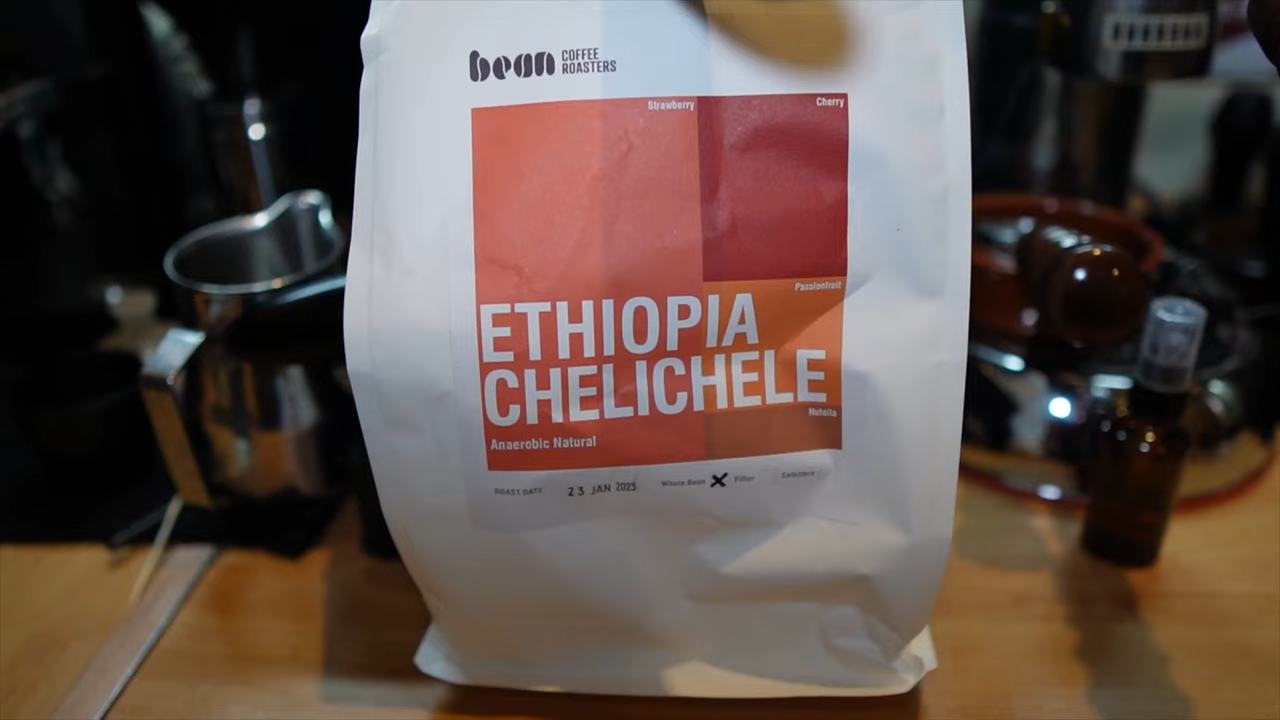 bean COFFEE
ROASTERS
Strawberry
Cherry
Passionfruit
ETHIOPIA
CHELICHELE
Nutella
Anaerobic Natural
ROAST DATE 23 JAN 2023 Whole Bean X Filter Cafetiere